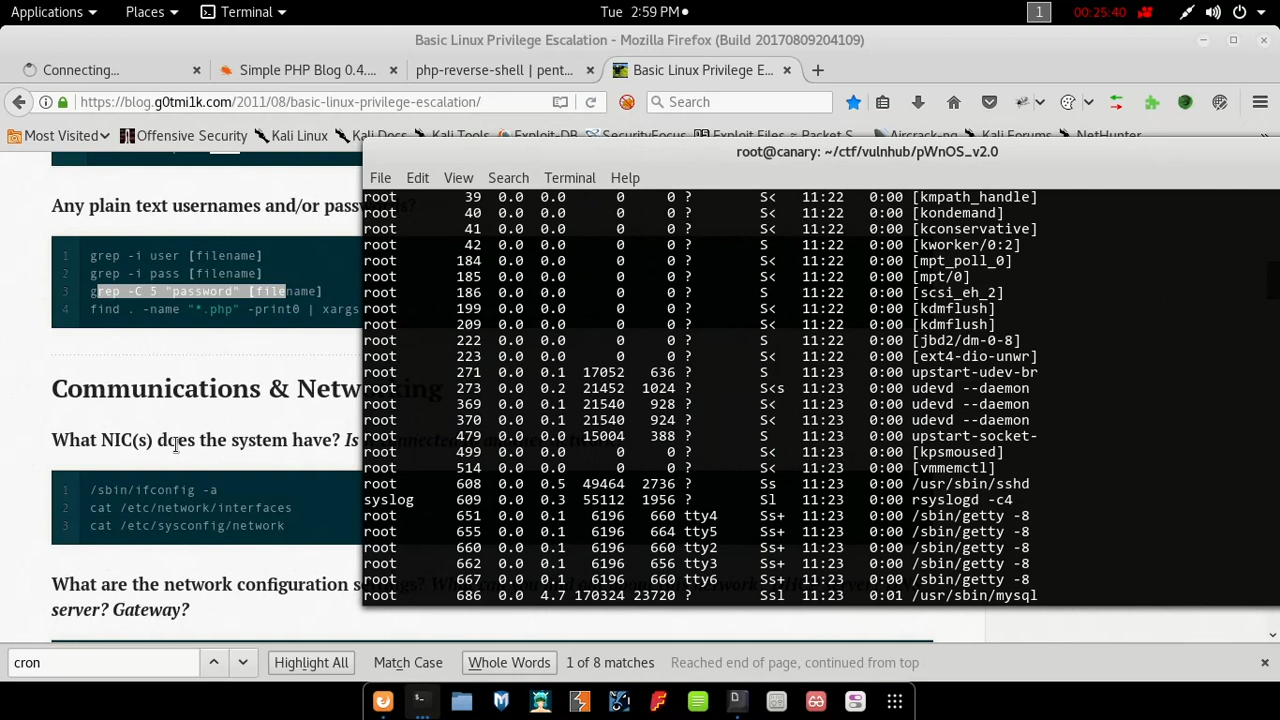 Applications Places Terminal Tue 2:59 PM 1 00:25:40
Basic Linux Privilege Escalation - Mozilla Firefox (Build 20170809204109)
Connecting... Simple PHP Blog 0.4.... php-reverse-shell | pent... Basic Linux Privilege E...
https://blog.g0tmi1k.com/2011/08/basic-linux-privilege-escalation/ Search
Most Visited Offensive Security Kali Linux Kali Docs Kali Tools Exploit-DB SecurityFocus Exploit Files ≈ Packet S... Aircrack-ng Kali Forums NetHunter
Any plain text usernames and/or passwords?
1 grep -i user [filename]
2 grep -i pass [filename]
3 grep -C 5 "password" [filename]
4 find . -name "*.php" -print0 | xargs
Communications & Networking
What NIC(s) does the system have? Is
1 /sbin/ifconfig -a
2 cat /etc/network/interfaces
3 cat /etc/sysconfig/network
What are the network configuration settings?
server? Gateway?
root@canary: ~/ctf/vulnhub/pWnOS_v2.0
File Edit View Search Terminal Help
root 39 0.0 0.0 0 0 ? S< 11:22 0:00 [kmpath_handle]
root 40 0.0 0.0 0 0 ? S< 11:22 0:00 [kondemand]
root 41 0.0 0.0 0 0 ? S< 11:22 0:00 [kconservative]
root 42 0.0 0.0 0 0 ? S 11:22 0:00 [kworker/0:2]
root 184 0.0 0.0 0 0 ? S< 11:22 0:00 [mpt_poll_0]
root 185 0.0 0.0 0 0 ? S< 11:22 0:00 [mpt/0]
root 186 0.0 0.0 0 0 ? S 11:22 0:00 [scsi_eh_2]
root 199 0.0 0.0 0 0 ? S< 11:22 0:00 [kdmflush]
root 209 0.0 0.0 0 0 ? S< 11:22 0:00 [kdmflush]
root 222 0.0 0.0 0 0 ? S 11:22 0:00 [jbd2/dm-0-8]
root 223 0.0 0.0 0 0 ? S< 11:22 0:00 [ext4-dio-unwr]
root 271 0.0 0.1 17052 636 ? S 11:23 0:00 upstart-udev-br
root 273 0.0 0.2 21452 1024 ? S<s 11:23 0:00 udevd --daemon
root 369 0.0 0.1 21540 928 ? S< 11:23 0:00 udevd --daemon
root 370 0.0 0.1 21540 924 ? S< 11:23 0:00 udevd --daemon
root 479 0.0 0.0 15004 388 ? S 11:23 0:00 upstart-socket-
root 499 0.0 0.0 0 0 ? S< 11:23 0:00 [kpsmoused]
root 514 0.0 0.0 0 0 ? S< 11:23 0:00 [vmmemctl]
root 608 0.0 0.5 49464 2736 ? Ss 11:23 0:00 /usr/sbin/sshd
syslog 609 0.0 0.3 55112 1956 ? Sl 11:23 0:00 rsyslogd -c4
root 651 0.0 0.1 6196 660 tty4 Ss+ 11:23 0:00 /sbin/getty -8
root 655 0.0 0.1 6196 664 tty5 Ss+ 11:23 0:00 /sbin/getty -8
root 660 0.0 0.1 6196 660 tty2 Ss+ 11:23 0:00 /sbin/getty -8
root 662 0.0 0.1 6196 656 tty3 Ss+ 11:23 0:00 /sbin/getty -8
root 667 0.0 0.1 6196 660 tty6 Ss+ 11:23 0:00 /sbin/getty -8
root 686 0.0 4.7 170324 23720 ? Ssl 11:23 0:01 /usr/sbin/mysql
cron Highlight All Match Case Whole Words 1 of 8 matches Reached end of page, continued from top